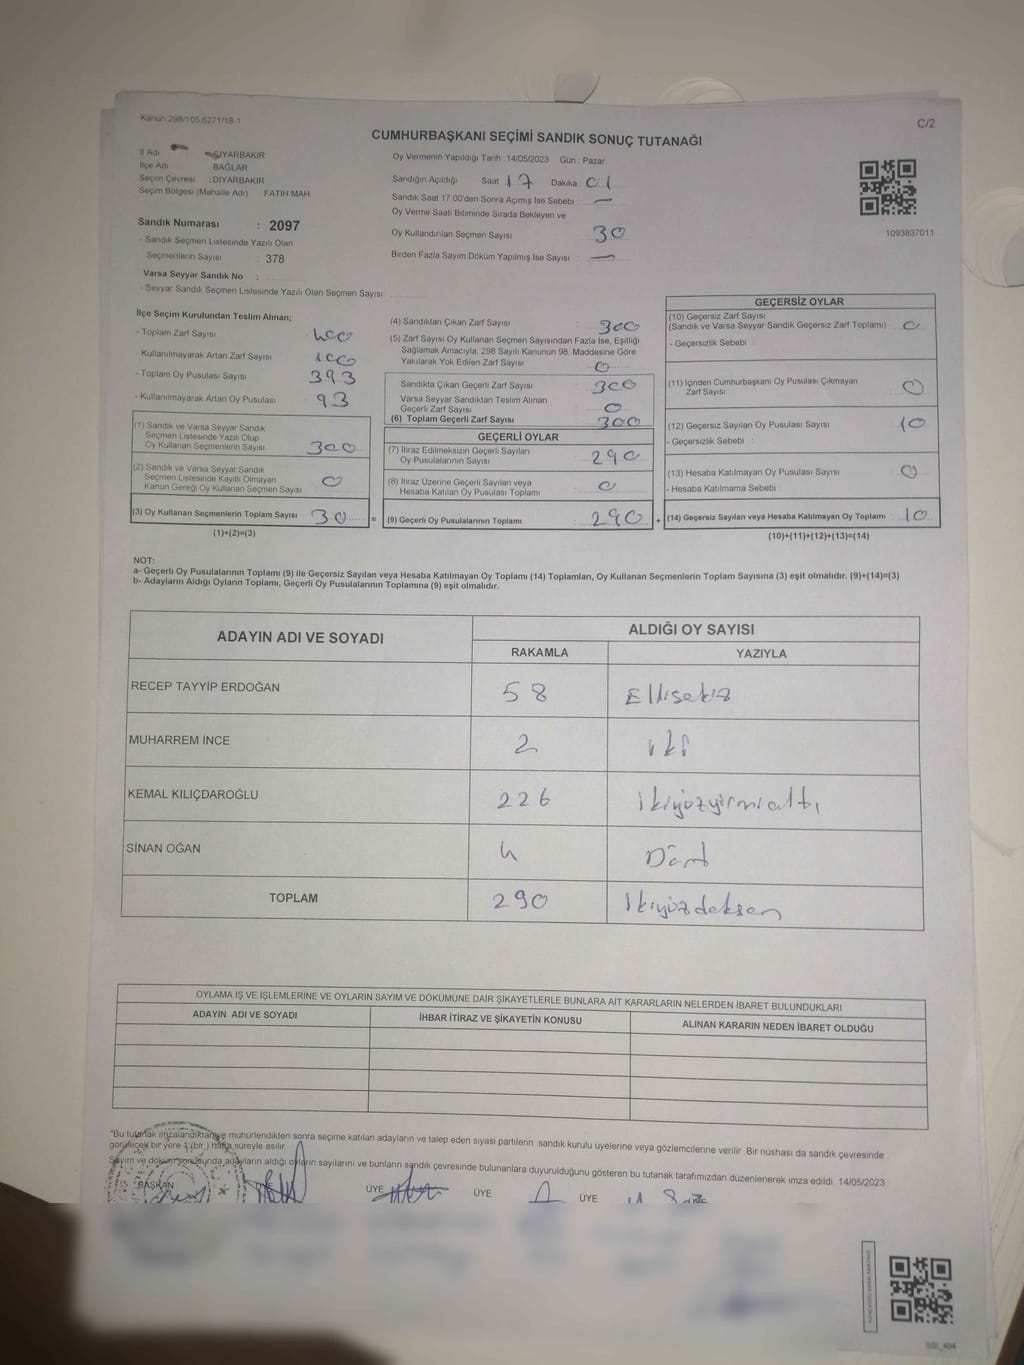 Kanun:298/105,6271/18-1
C/2
CUMHURBAŞKANI SEÇİMİ SANDIK SONUÇ TUTANAĞI
İl Adı DİYARBAKIR
İlçe Adı BAĞLAR
Seçim Çevresi : DİYARBAKIR
Seçim Bölgesi (Mahalle Adı) FATİH MAH.
Sandık Numarası : 2097
- Sandık Seçmen Listesinde Yazılı Olan
Seçmenlerin Sayısı : 378
Varsa Seyyar Sandık No :
- Seyyar Sandık Seçmen Listesinde Yazılı Olan Seçmen Sayısı
Oy Vermenin Yapıldığı Tarih :14/05/2023 Gün : Pazar
Sandığın Açıldığı Saat 17 Dakika 01
Sandık Saat 17:00'den Sonra Açımış İse Sebebi : —
Oy Verme Saati Bitiminde Sırada Bekleyen ve
Oy Kullandırılan Seçmen Sayısı 30
Birden Fazla Sayım Döküm Yapılmış İse Sayısı : —
1093837011
İlçe Seçim Kurulundan Teslim Alınan;
- Toplam Zarf Sayısı 400
- Kullanılmayarak Artan Zarf Sayısı 100
- Toplam Oy Pusulası Sayısı 393
- Kullanılmayarak Artan Oy Pusulası 93
(1) Sandık ve Varsa Seyyar Sandık
Seçmen Listesinde Yazılı Olup
Oy Kullanan Seçmenlerin Sayısı 300
(2) Sandık ve Varsa Seyyar Sandık
Seçmen Listesinde Kayıtlı Olmayan
Kanun Gereği Oy Kullanan Seçmen Sayısı 0
(3) Oy Kullanan Seçmenlerin Toplam Sayısı 30 =
(1)+(2)=(3)
(4) Sandıktan Çıkan Zarf Sayısı 300
(5) Zarf Sayısı Oy Kullanan Seçmen Sayısından Fazla İse, Eşitliği
Sağlamak Amacıyla; 298 Sayılı Kanunun 98. Maddesine Göre
Yakılarak Yok Edilen Zarf Sayısı 0
Sandıkta Çıkan Geçerli Zarf Sayısı 300
Varsa Seyyar Sandıktan Teslim Alınan
Geçerli Zarf Sayısı 0
(6) Toplam Geçerli Zarf Sayısı 300
GEÇERLİ OYLAR
(7) İtiraz Edilmeksizin Geçerli Sayılan
Oy Pusulalarının Sayısı 290
(8) İtiraz Üzerine Geçerli Sayılan veya
Hesaba Katılan Oy Pusulası Toplamı 0
(9) Geçerli Oy Pusulalarının Toplamı 290 +
GEÇERSİZ OYLAR
(10) Geçersiz Zarf Sayısı
(Sandık ve Varsa Seyyar Sandık Geçersiz Zarf Toplamı) 0
- Geçersizlik Sebebi
(11) İçinden Cumhurbaşkanı Oy Pusulası Çıkmayan
Zarf Sayısı 0
(12) Geçersiz Sayılan Oy Pusulası Sayısı 10
- Geçersizlik Sebebi :
(13) Hesaba Katılmayan Oy Pusulası Sayısı 0
- Hesaba Katılmama Sebebi
(14) Geçersiz Sayılan veya Hesaba Katılmayan Oy Toplamı 10
(10)+(11)+(12)+(13)=(14)
NOT:
a- Geçerli Oy Pusulalarının Toplamı (9) ile Geçersiz Sayılan veya Hesaba Katılmayan Oy Toplamı (14) Toplamları, Oy Kullanan Seçmenlerin Toplam Sayısına (3) eşit olmalıdır. (9)+(14)=(3)
b- Adayların Aldığı Oyların Toplamı, Geçerli Oy Pusulalarının Toplamına (9) eşit olmalıdır.
ADAYIN ADI VE SOYADI
ALDIĞI OY SAYISI
RAKAMLA YAZIYLA
RECEP TAYYİP ERDOĞAN 58 Ellisekiz
MUHARREM İNCE 2 iki
KEMAL KILIÇDAROĞLU 226 ikiyüzyirmialtı
SİNAN OĞAN 4 Dört
TOPLAM 290 ikiyüzdoksan
OYLAMA İŞ VE İŞLEMLERİNE VE OYLARIN SAYIM VE DÖKÜMÜNE DAİR ŞİKAYETLERLE BUNLARA AİT KARARLARIN NELERDEN İBARET BULUNDUKLARI
ADAYIN ADI VE SOYADI İHBAR İTİRAZ VE ŞİKAYETİN KONUSU ALINAN KARARIN NEDEN İBARET OLDUĞU
*Bu tutanak imzalandıktan ve mühürlendikten sonra seçime katılan adayların ve talep eden siyasi partilerin sandık kurulu üyelerine veya gözlemcilerine verilir. Bir nüshası da sandık çevresinde
görülecek bir yere 1 (bir) hafta süreyle asılır
Sayım ve döküm sonucunda adayların aldığı oyların sayılarını ve bunların sandık çevresinde bulunanlara duyurulduğunu gösteren bu tutanak tarafımızdan düzenlenerek imza edildi. 14/05/2023
BAŞKAN ÜYE ÜYE ÜYE